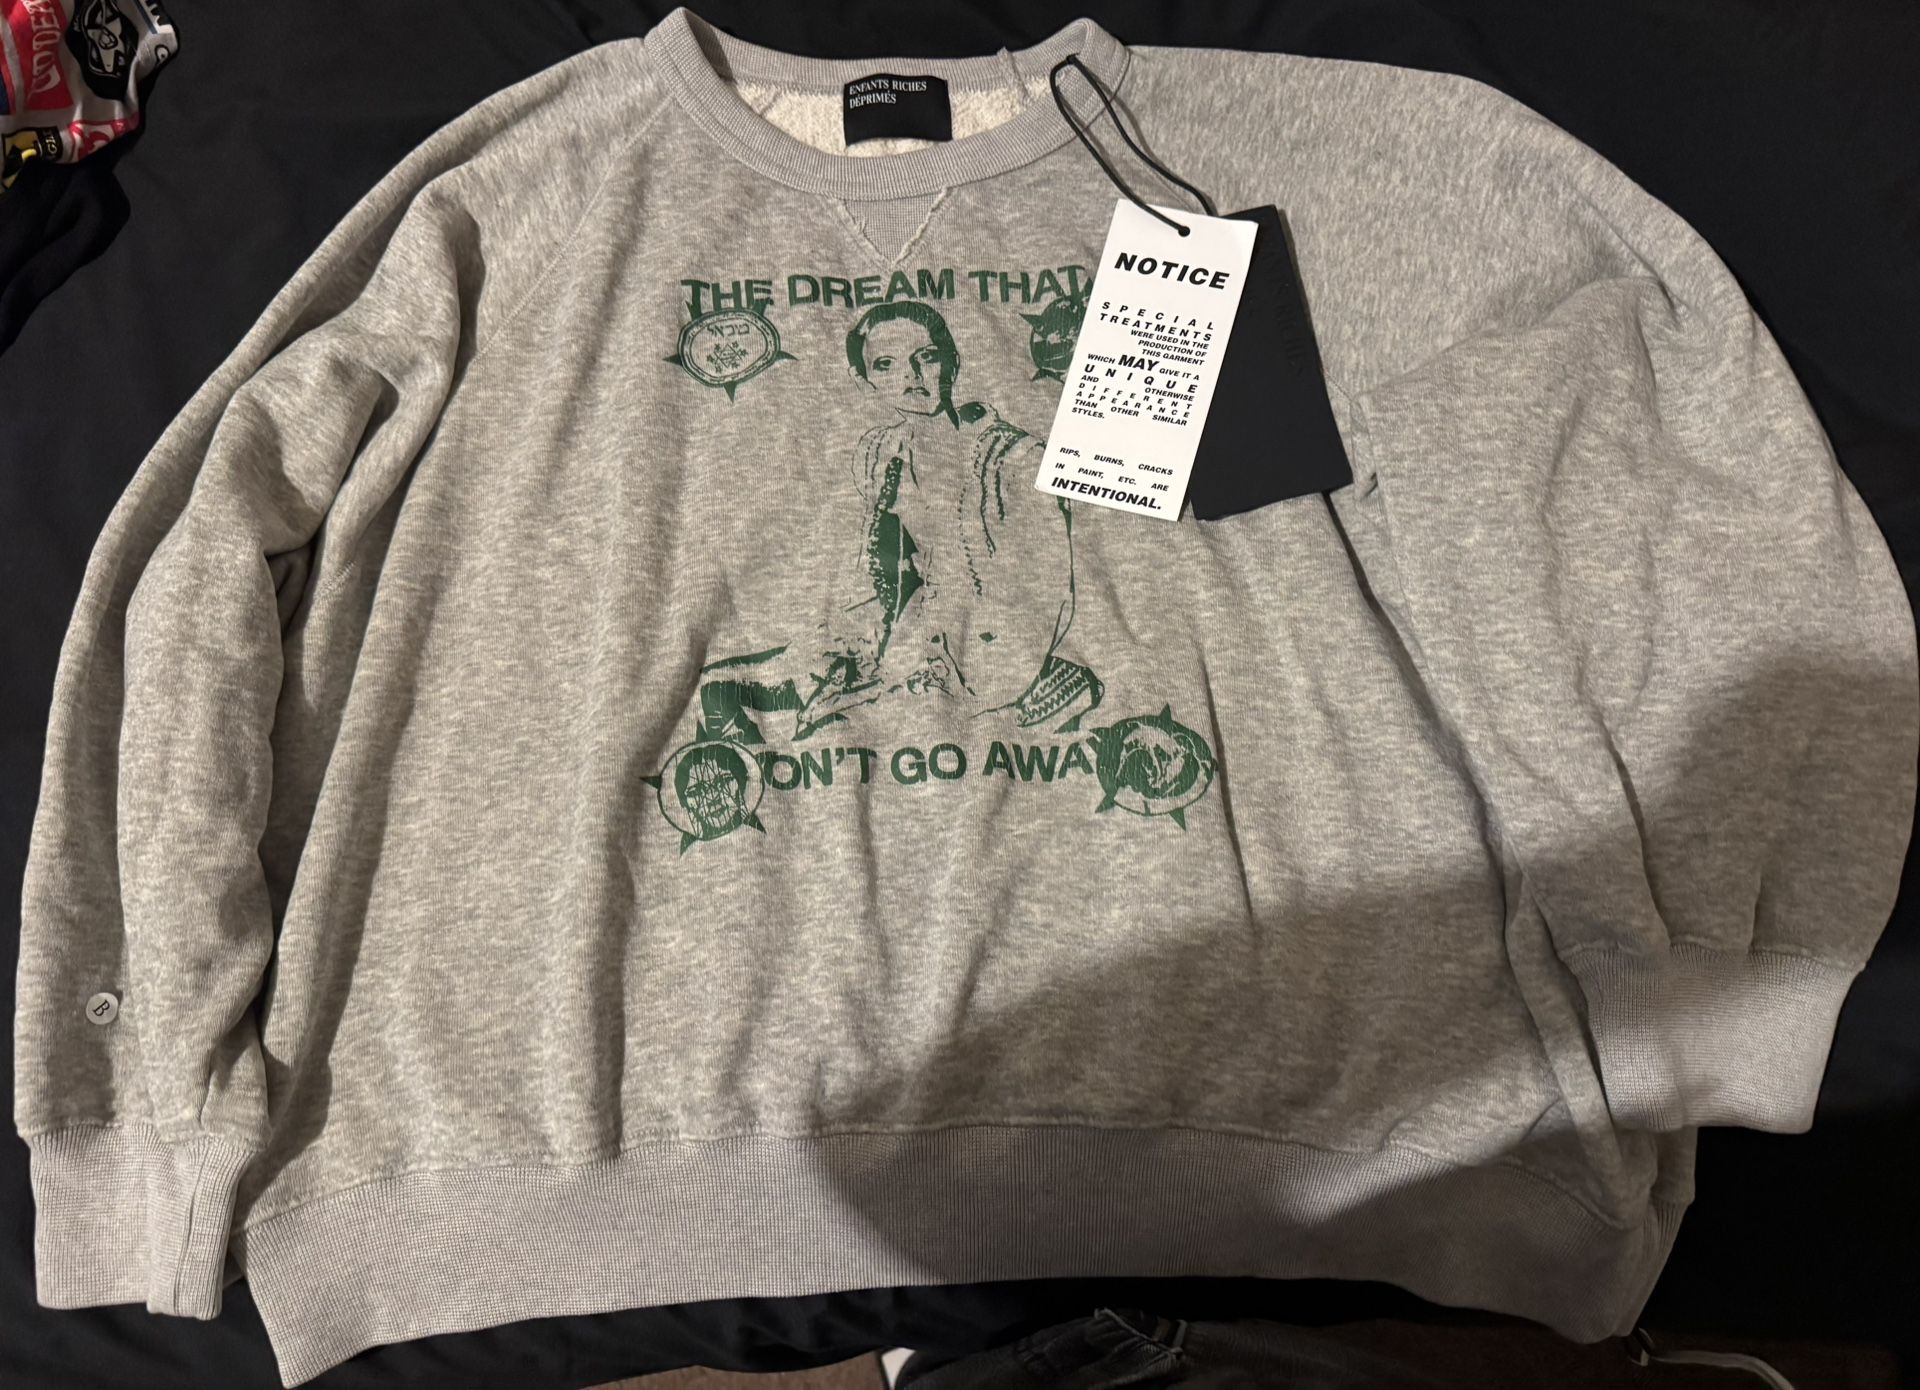 ENFANTS RICHES
DÉPRIMÉS
THE DREAM THAT
מיכאל
ON'T GO AWAY
NOTICE
SPECIAL
TREATMENTS
WERE USED IN THE
PRODUCTION OF
THIS GARMENT
WHICH MAY GIVE IT A
UNIQUE
AND OTHERWISE
DIFFERENT
APPEARANCE
THAN OTHER SIMILAR
STYLES.
RIPS, BURNS, CRACKS
IN PAINT, ETC. ARE
INTENTIONAL.
B